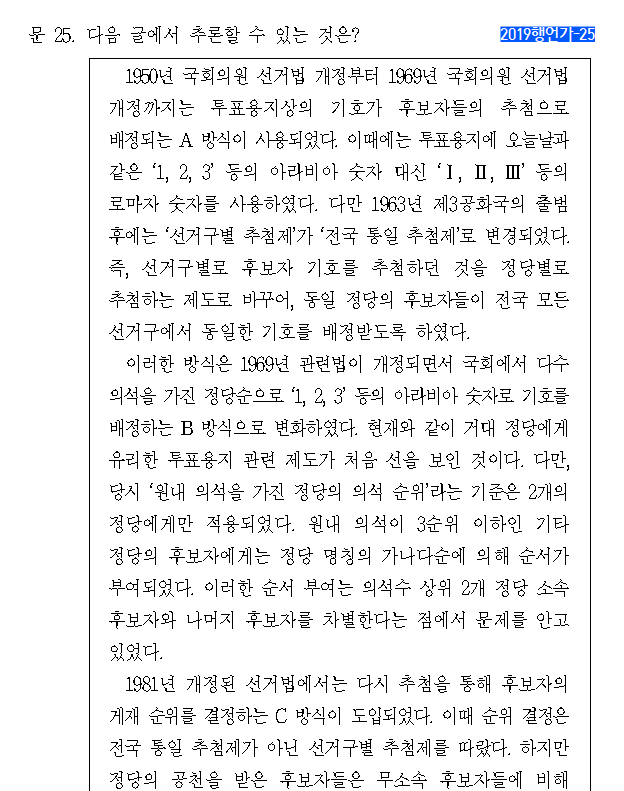 문 25. 다음 글에서 추론할 수 있는 것은?
2019행언가-25
1950년 국회의원 선거법 개정부터 1969년 국회의원 선거법
개정까지는 투표용지상의 기호가 후보자들의 추첨으로
배정되는 A 방식이 사용되었다. 이때에는 투표용지에 오늘날과
같은 ‘1, 2, 3’ 등의 아라비아 숫자 대신 ‘Ⅰ, Ⅱ, Ⅲ’ 등의
로마자 숫자를 사용하였다. 다만 1963년 제3공화국의 출범
후에는 ‘선거구별 추첨제’가 ‘전국 통일 추첨제’로 변경되었다.
즉, 선거구별로 후보자 기호를 추첨하던 것을 정당별로
추첨하는 제도로 바꾸어, 동일 정당의 후보자들이 전국 모든
선거구에서 동일한 기호를 배정받도록 하였다.
이러한 방식은 1969년 관련법이 개정되면서 국회에서 다수
의석을 가진 정당순으로 ‘1, 2, 3’ 등의 아라비아 숫자로 기호를
배정하는 B 방식으로 변화하였다. 현재와 같이 거대 정당에게
유리한 투표용지 관련 제도가 처음 선을 보인 것이다. 다만,
당시 ‘원내 의석을 가진 정당의 의석 순위’라는 기준은 2개의
정당에게만 적용되었다. 원내 의석이 3순위 이하인 기타
정당의 후보자에게는 정당 명칭의 가나다순에 의해 순서가
부여되었다. 이러한 순서 부여는 의석수 상위 2개 정당 소속
후보자와 나머지 후보자를 차별한다는 점에서 문제를 안고
있었다.
1981년 개정된 선거법에서는 다시 추첨을 통해 후보자의
게재 순위를 결정하는 C 방식이 도입되었다. 이때 순위 결정은
전국 통일 추첨제가 아닌 선거구별 추첨제를 따랐다. 하지만
정당의 공천을 받은 후보자들은 무소속 후보자들에 비해